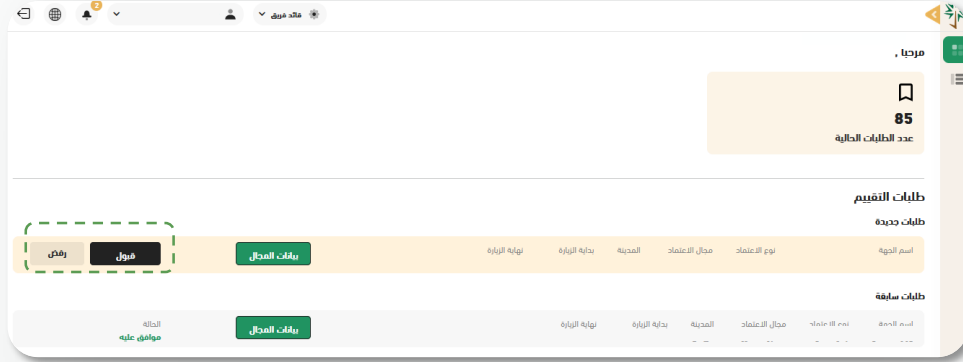 قائد فريق
2
مرحبا ,
85
عدد الطلبات الحالية
طلبات التقييم
طلبات جديدة
اسم الجهة نوع الاعتماد مجال الاعتماد المدينة بداية الزيارة نهاية الزيارة بيانات المجال قبول رفض
طلبات سابقة
اسم الجهة نوع الاعتماد مجال الاعتماد المدينة بداية الزيارة نهاية الزيارة بيانات المجال الحالة
موافق عليه